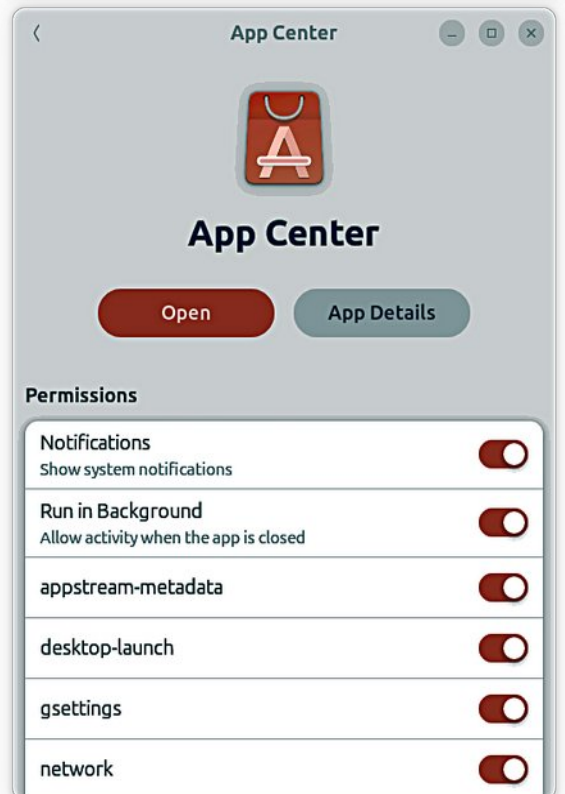 App Center
App Center
Open
App Details
Permissions
Notifications
Show system notifications
Run in Background
Allow activity when the app is closed
appstream-metadata
desktop-launch
gsettings
network